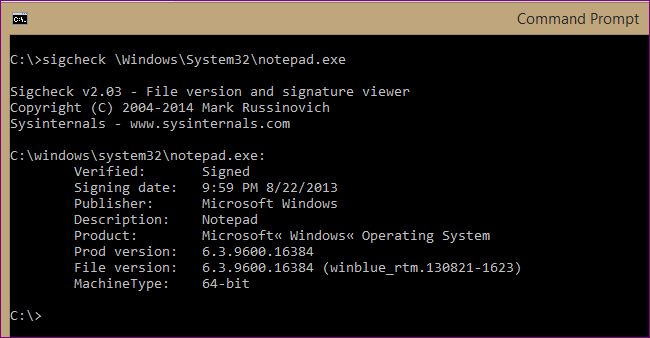 Command Prompt
C:\>sigcheck \Windows\System32\notepad.exe
Sigcheck v2.03 - File version and signature viewer
Copyright (C) 2004-2014 Mark Russinovich
Sysinternals - www.sysinternals.com
C:\windows\system32\notepad.exe:
Verified: Signed
Signing date: 9:59 PM 8/22/2013
Publisher: Microsoft Windows
Description: Notepad
Product: Microsoft« Windows« Operating System
Prod version: 6.3.9600.16384
File version: 6.3.9600.16384 (winblue_rtm.130821-1623)
MachineType: 64-bit
C:\>